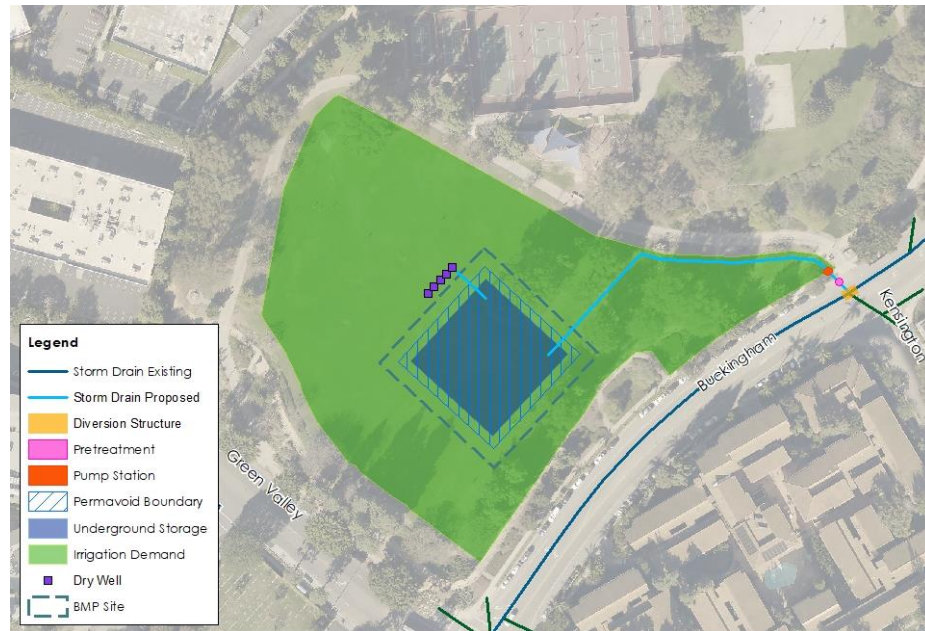 Kensington
Buckingham
Green Valley
Legend
Storm Drain Existing
Storm Drain Proposed
Diversion Structure
Pretreatment
Pump Station
Permavoid Boundary
Underground Storage
Irrigation Demand
Dry Well
BMP Site